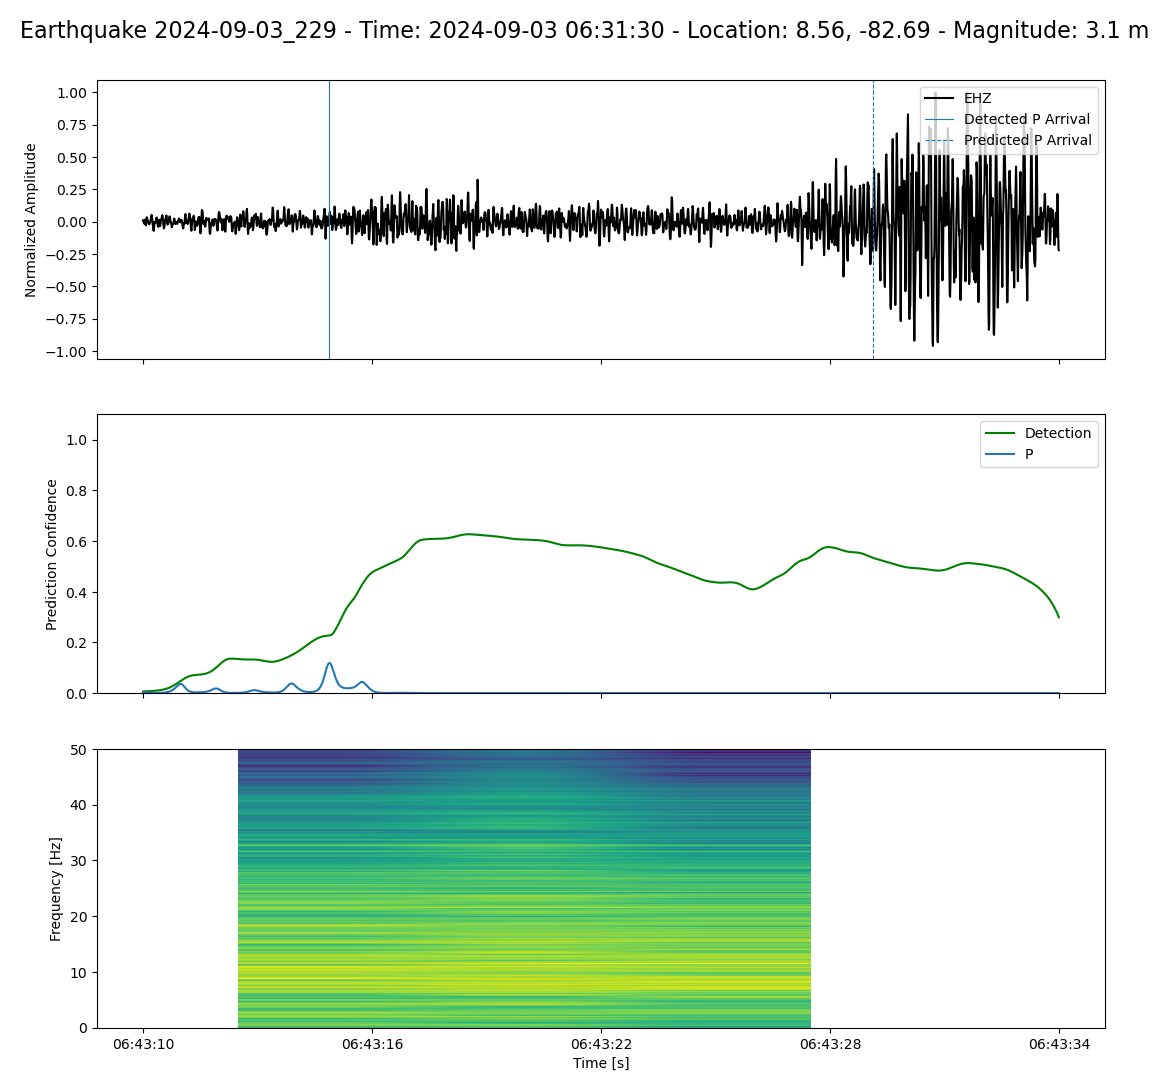 Earthquake 2024-09-03_229 - Time: 2024-09-03 06:31:30 - Location: 8.56, -82.69 - Magnitude: 3.1 m
1.00
0.75
0.50
0.25
0.00
−0.25
−0.50
−0.75
−1.00
Normalized Amplitude
EHZ
Detected P Arrival
Predicted P Arrival
1.0
0.8
0.6
0.4
0.2
0.0
Prediction Confidence
Detection
P
50
40
30
20
10
0
Frequency [Hz]
06:43:10 06:43:16 06:43:22 06:43:28 06:43:34
Time [s]